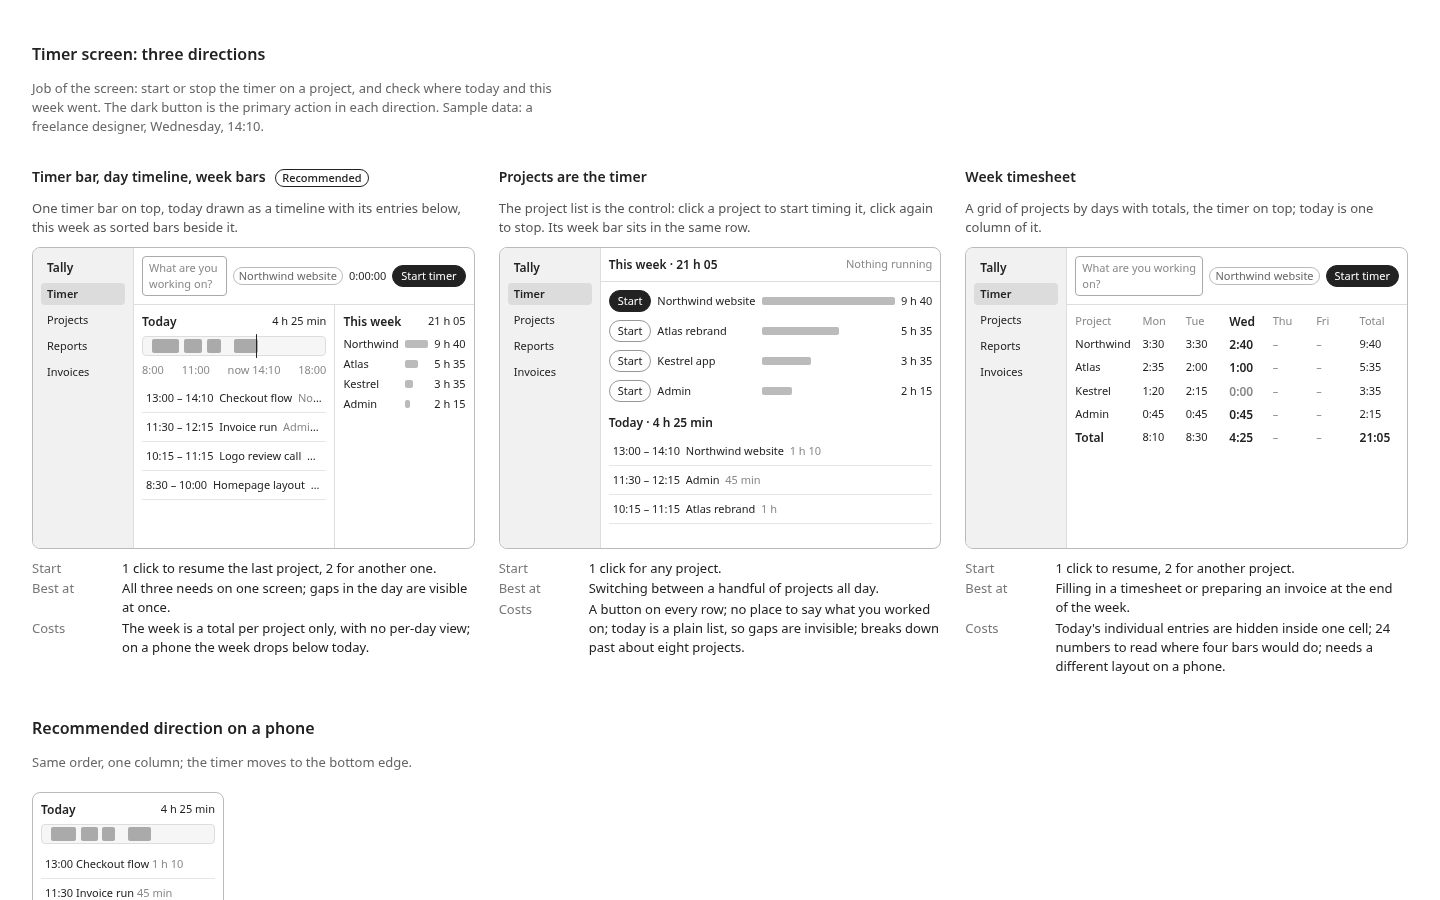 Timer screen: three directions
Job of the screen: start or stop the timer on a project, and check where today and this
week went. The dark button is the primary action in each direction. Sample data: a
freelance designer, Wednesday, 14:10.
Timer bar, day timeline, week bars Recommended
One timer bar on top, today drawn as a timeline with its entries below,
this week as sorted bars beside it.
Tally
Timer
Projects
Reports
Invoices
What are you
working on?
Northwind website 0:00:00 Start timer
Today 4 h 25 min
8:00 11:00 now 14:10 18:00
13:00 – 14:10 Checkout flow No...
11:30 – 12:15 Invoice run Admi...
10:15 – 11:15 Logo review call ...
8:30 – 10:00 Homepage layout ...
This week 21 h 05
Northwind 9 h 40
Atlas 5 h 35
Kestrel 3 h 35
Admin 2 h 15
Start 1 click to resume the last project, 2 for another one.
Best at All three needs on one screen; gaps in the day are visible
at once.
Costs The week is a total per project only, with no per-day view;
on a phone the week drops below today.
Projects are the timer
The project list is the control: click a project to start timing it, click again
to stop. Its week bar sits in the same row.
Tally
Timer
Projects
Reports
Invoices
This week · 21 h 05 Nothing running
Start Northwind website 9 h 40
Start Atlas rebrand 5 h 35
Start Kestrel app 3 h 35
Start Admin 2 h 15
Today · 4 h 25 min
13:00 – 14:10 Northwind website 1 h 10
11:30 – 12:15 Admin 45 min
10:15 – 11:15 Atlas rebrand 1 h
Start 1 click for any project.
Best at Switching between a handful of projects all day.
Costs A button on every row; no place to say what you worked
on; today is a plain list, so gaps are invisible; breaks down
past about eight projects.
Week timesheet
A grid of projects by days with totals, the timer on top; today is one
column of it.
Tally
Timer
Projects
Reports
Invoices
What are you working
on?
Northwind website Start timer
Project Mon Tue Wed Thu Fri Total
Northwind 3:30 3:30 2:40 – – 9:40
Atlas 2:35 2:00 1:00 – – 5:35
Kestrel 1:20 2:15 0:00 – – 3:35
Admin 0:45 0:45 0:45 – – 2:15
Total 8:10 8:30 4:25 – – 21:05
Start 1 click to resume, 2 for another project.
Best at Filling in a timesheet or preparing an invoice at the end
of the week.
Costs Today's individual entries are hidden inside one cell; 24
numbers to read where four bars would do; needs a
different layout on a phone.
Recommended direction on a phone
Same order, one column; the timer moves to the bottom edge.
Today 4 h 25 min
13:00 Checkout flow 1 h 10
11:30 Invoice run 45 min